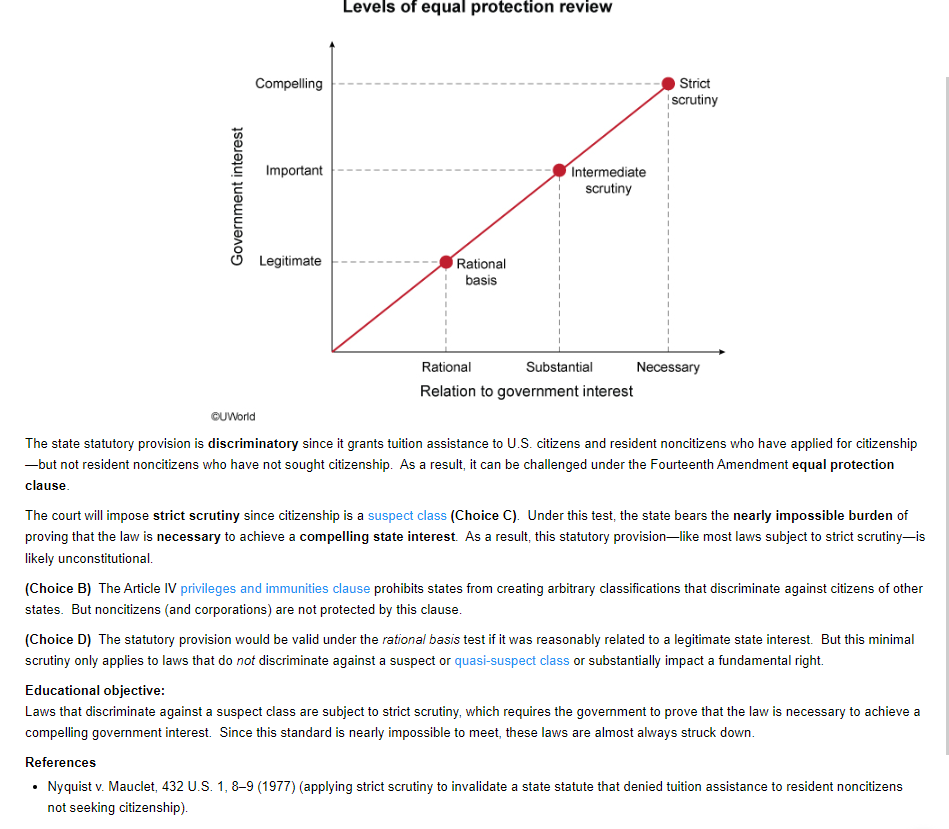 Levels of equal protection review
Compelling
Strict
scrutiny
Important
Intermediate
scrutiny
Government interest
Legitimate
Rational
basis
Rational
Substantial
Necessary
Relation to government interest
©UWorld
The state statutory provision is discriminatory since it grants tuition assistance to U.S. citizens and resident noncitizens who have applied for citizenship
—but not resident noncitizens who have not sought citizenship. As a result, it can be challenged under the Fourteenth Amendment equal protection
clause.
The court will impose strict scrutiny since citizenship is a suspect class (Choice C). Under this test, the state bears the nearly impossible burden of
proving that the law is necessary to achieve a compelling state interest. As a result, this statutory provision—like most laws subject to strict scrutiny—is
likely unconstitutional.
(Choice B) The Article IV privileges and immunities clause prohibits states from creating arbitrary classifications that discriminate against citizens of other
states. But noncitizens (and corporations) are not protected by this clause.
(Choice D) The statutory provision would be valid under the rational basis test if it was reasonably related to a legitimate state interest. But this minimal
scrutiny only applies to laws that do not discriminate against a suspect or quasi-suspect class or substantially impact a fundamental right.
Educational objective:
Laws that discriminate against a suspect class are subject to strict scrutiny, which requires the government to prove that the law is necessary to achieve a
compelling government interest. Since this standard is nearly impossible to meet, these laws are almost always struck down.
References
• Nyquist v. Mauclet, 432 U.S. 1, 8–9 (1977) (applying strict scrutiny to invalidate a state statute that denied tuition assistance to resident noncitizens
not seeking citizenship).